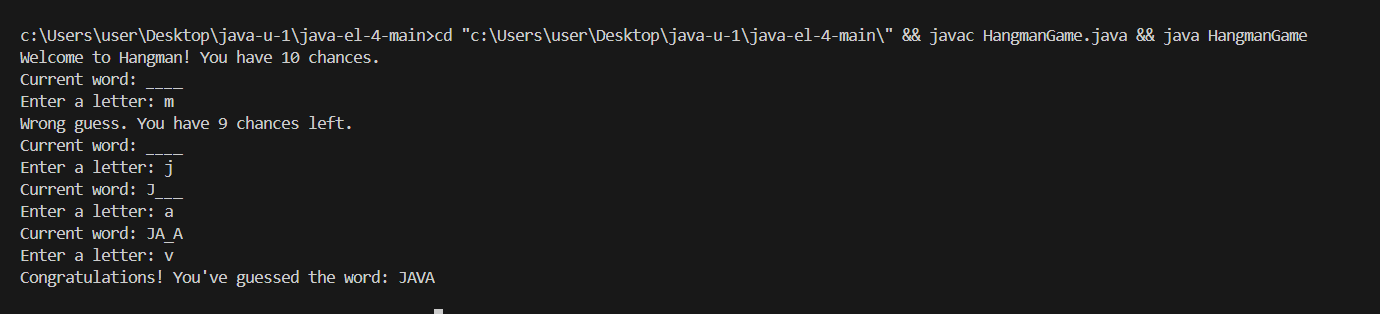 c:\Users\user\Desktop\java-u-1\java-el-4-main>cd "c:\Users\user\Desktop\java-u-1\java-el-4-main\" && javac HangmanGame.java && java HangmanGame
Welcome to Hangman! You have 10 chances.
Current word: ____
Enter a letter: m
Wrong guess. You have 9 chances left.
Current word: ____
Enter a letter: j
Current word: J___
Enter a letter: a
Current word: JA_A
Enter a letter: v
Congratulations! You've guessed the word: JAVA